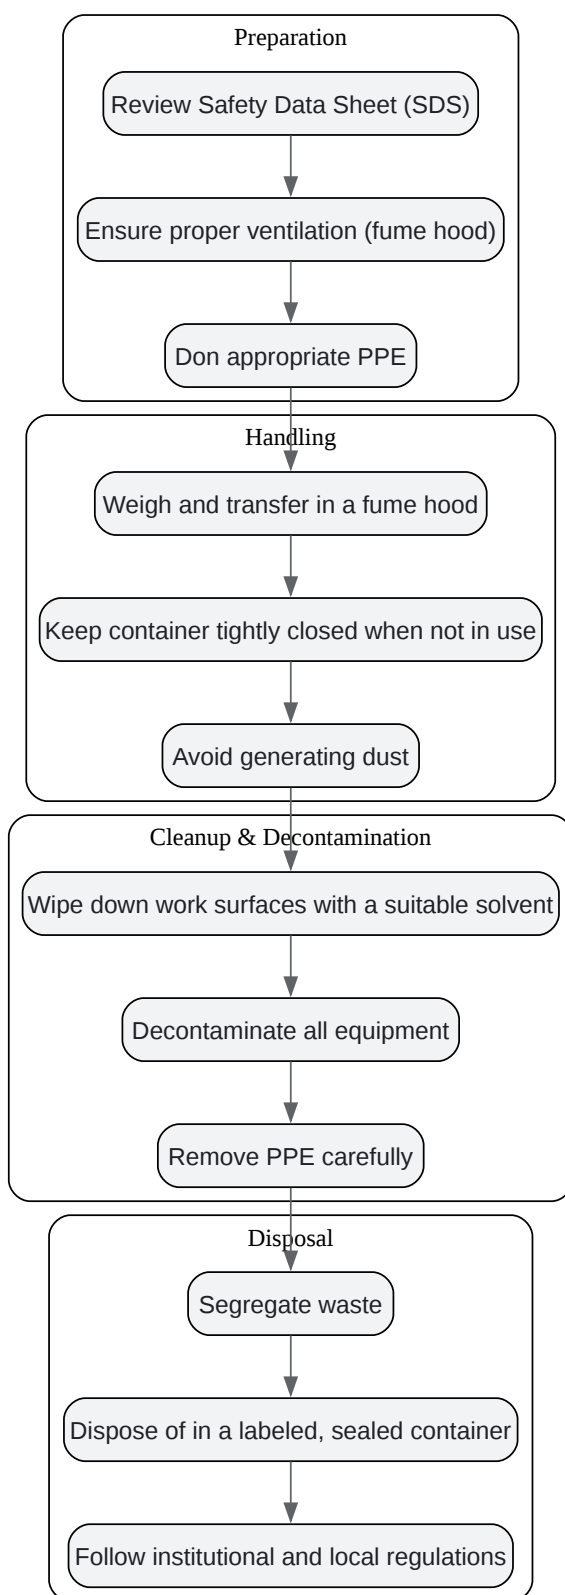 Preparation
Review Safety Data Sheet (SDS)
Ensure proper ventilation (fume hood)
Don appropriate PPE
Handling
Weigh and transfer in a fume hood
Keep container tightly closed when not in use
Avoid generating dust
Cleanup & Decontamination
Wipe down work surfaces with a suitable solvent
Decontaminate all equipment
Remove PPE carefully
Disposal
Segregate waste
Dispose of in a labeled, sealed container
Follow institutional and local regulations